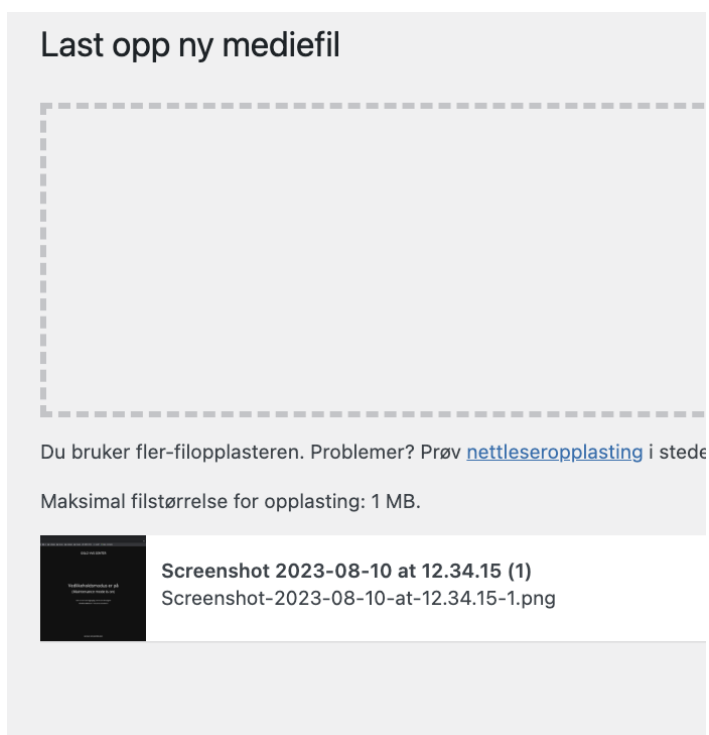 Last opp ny mediefil
Du bruker fler-filopplasteren. Problemer? Prøv nettleseropplasting i stede
Maksimal filstørrelse for opplasting: 1 MB.
Screenshot 2023-08-10 at 12.34.15 (1)
Screenshot-2023-08-10-at-12.34.15-1.png